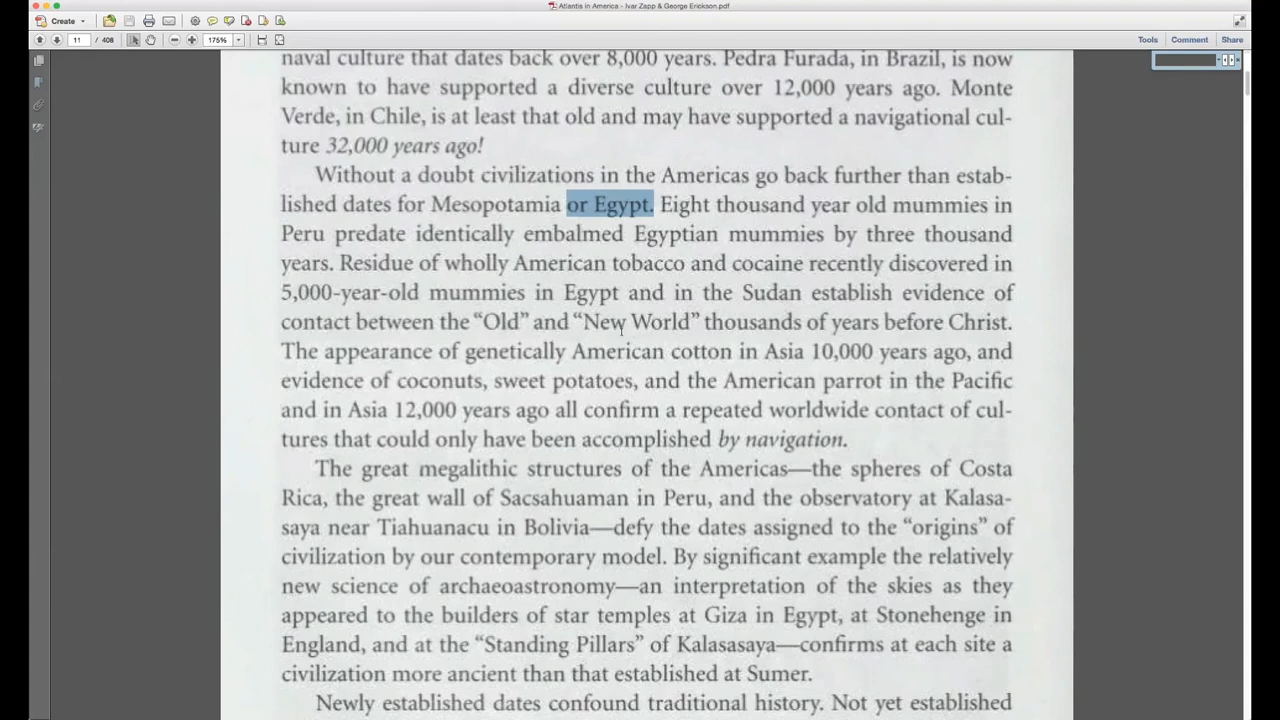 Atlantis in America - Ivar Zapp & George Erickson.pdf
Create
11 / 408
175%
Tools Comment Share
naval culture that dates back over 8,000 years. Pedra Furada, in Brazil, is now
known to have supported a diverse culture over 12,000 years ago. Monte
Verde, in Chile, is at least that old and may have supported a navigational cul-
ture 32,000 years ago!
Without a doubt civilizations in the Americas go back further than estab-
lished dates for Mesopotamia or Egypt. Eight thousand year old mummies in
Peru predate identically embalmed Egyptian mummies by three thousand
years. Residue of wholly American tobacco and cocaine recently discovered in
5,000-year-old mummies in Egypt and in the Sudan establish evidence of
contact between the “Old” and “New World” thousands of years before Christ.
The appearance of genetically American cotton in Asia 10,000 years ago, and
evidence of coconuts, sweet potatoes, and the American parrot in the Pacific
and in Asia 12,000 years ago all confirm a repeated worldwide contact of cul-
tures that could only have been accomplished by navigation.
The great megalithic structures of the Americas—the spheres of Costa
Rica, the great wall of Sacsahuaman in Peru, and the observatory at Kalasa-
saya near Tiahuanacu in Bolivia—defy the dates assigned to the “origins” of
civilization by our contemporary model. By significant example the relatively
new science of archaeoastronomy—an interpretation of the skies as they
appeared to the builders of star temples at Giza in Egypt, at Stonehenge in
England, and at the “Standing Pillars” of Kalasasaya—confirms at each site a
civilization more ancient than that established at Sumer.
Newly established dates confound traditional history. Not yet established